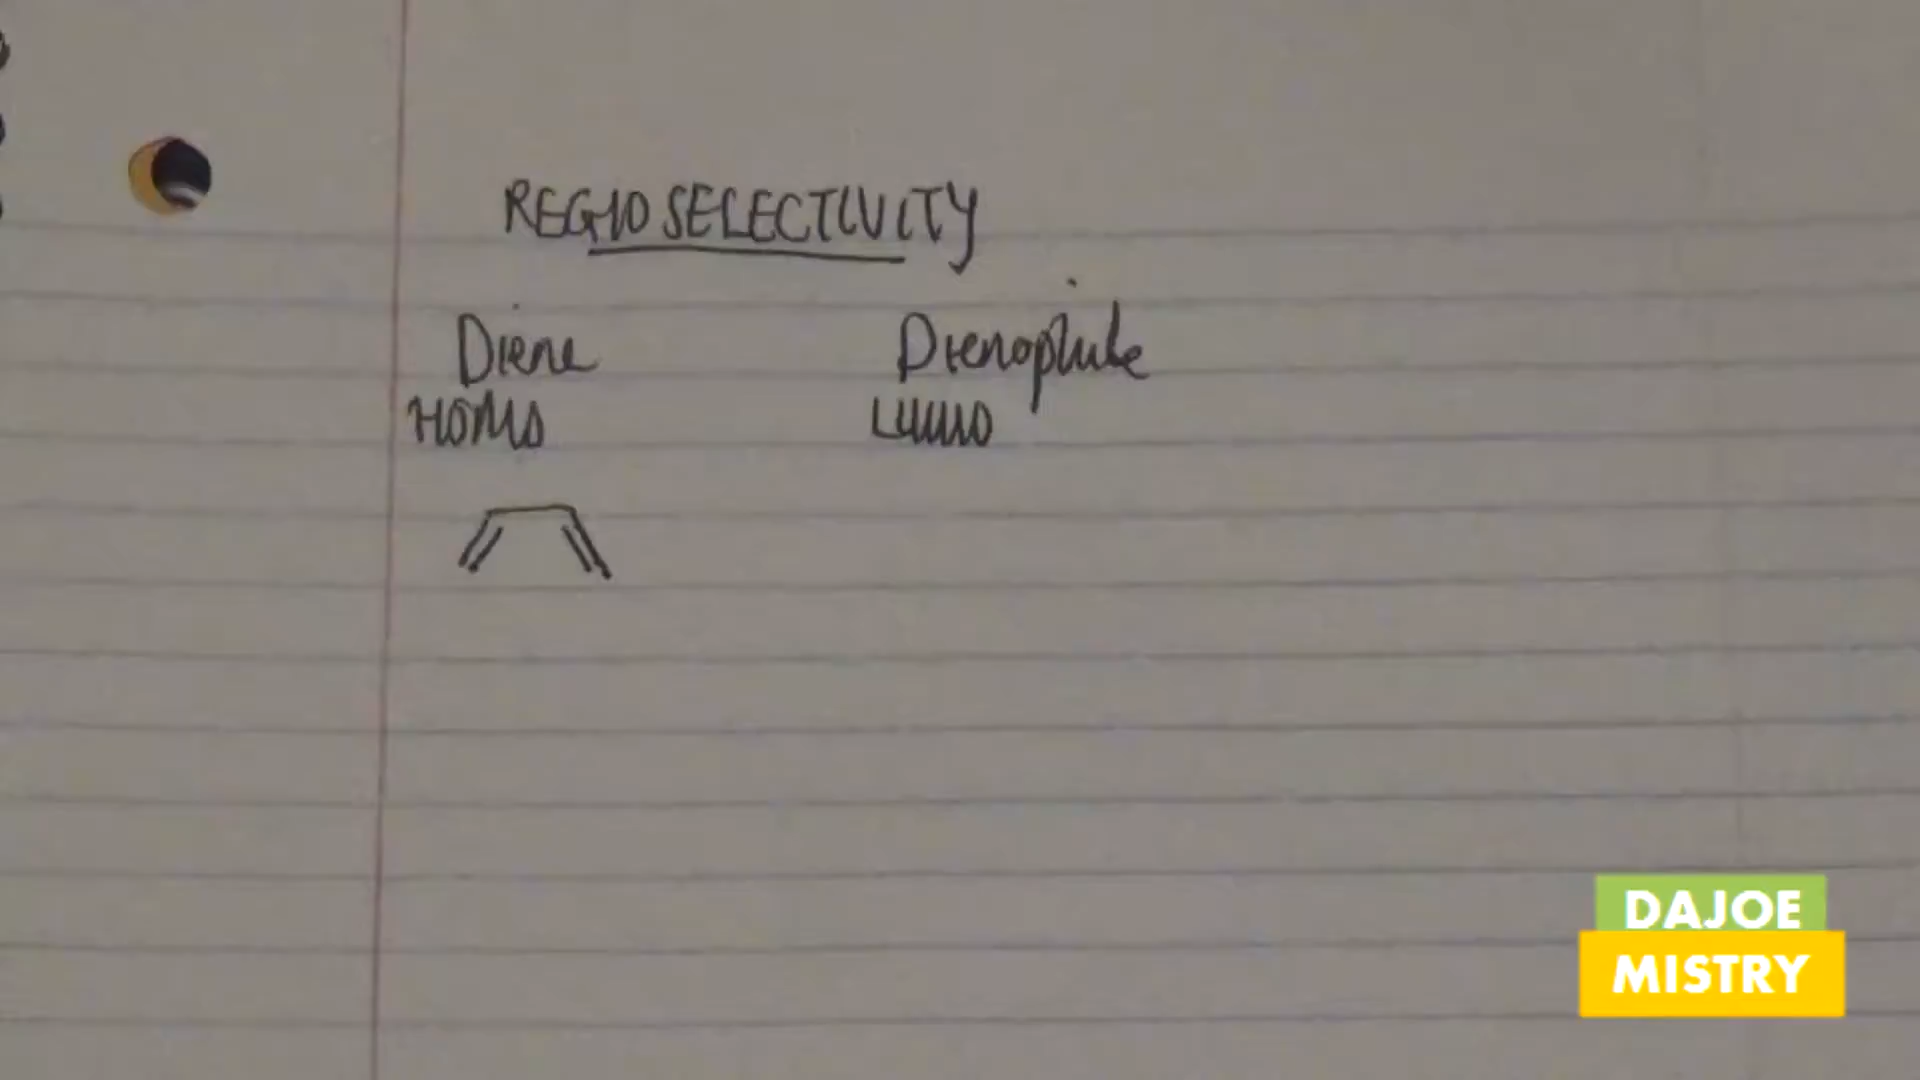 REGIOSELECTIVITY
Diene Dienophile
HOMO LUMO
DAJOE
MISTRY